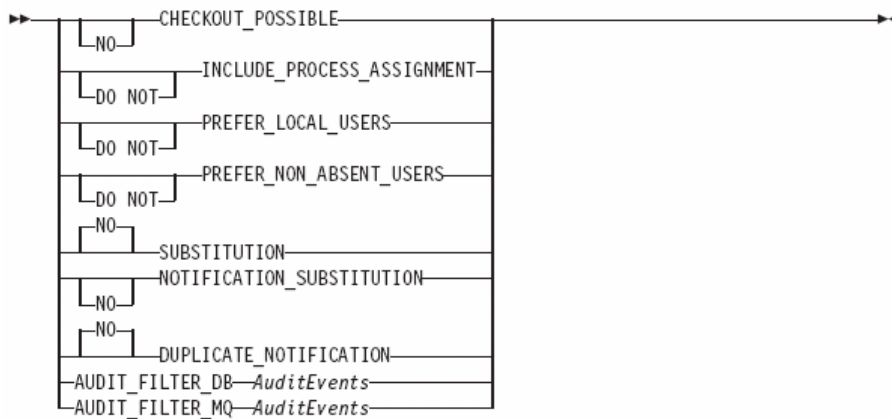 CHECKOUT_POSSIBLE
NO
INCLUDE_PROCESS_ASSIGNMENT
DO NOT
PREFER_LOCAL_USERS
DO NOT
PREFER_NON_ABSENT_USERS
DO NOT
NO
SUBSTITUTION
NOTIFICATION_SUBSTITUTION
NO
NO
DUPLICATE_NOTIFICATION
AUDIT_FILTER_DB AuditEvents
AUDIT_FILTER_MQ AuditEvents